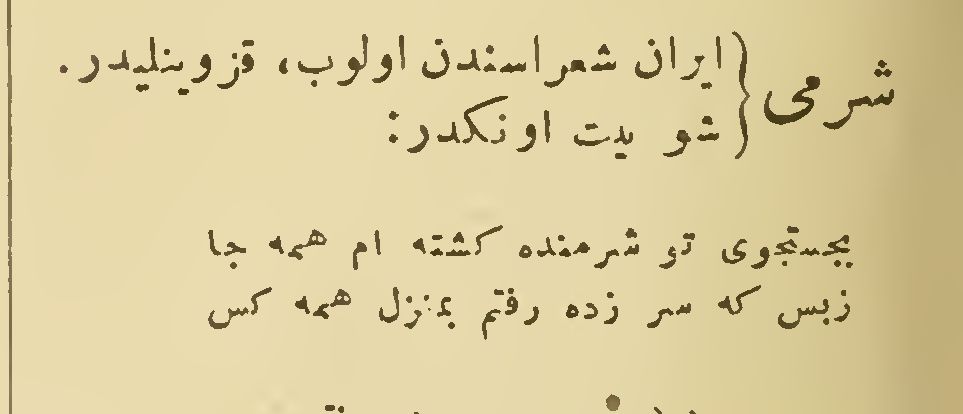 شرمی { ایران شعراسندن اولوب، قزوینلیدر.
شو بیت اونکدر:
بجستجوی تو شرمنده کشته ام همه جا
زبس که سر زده رفتم بمنزل همه کس